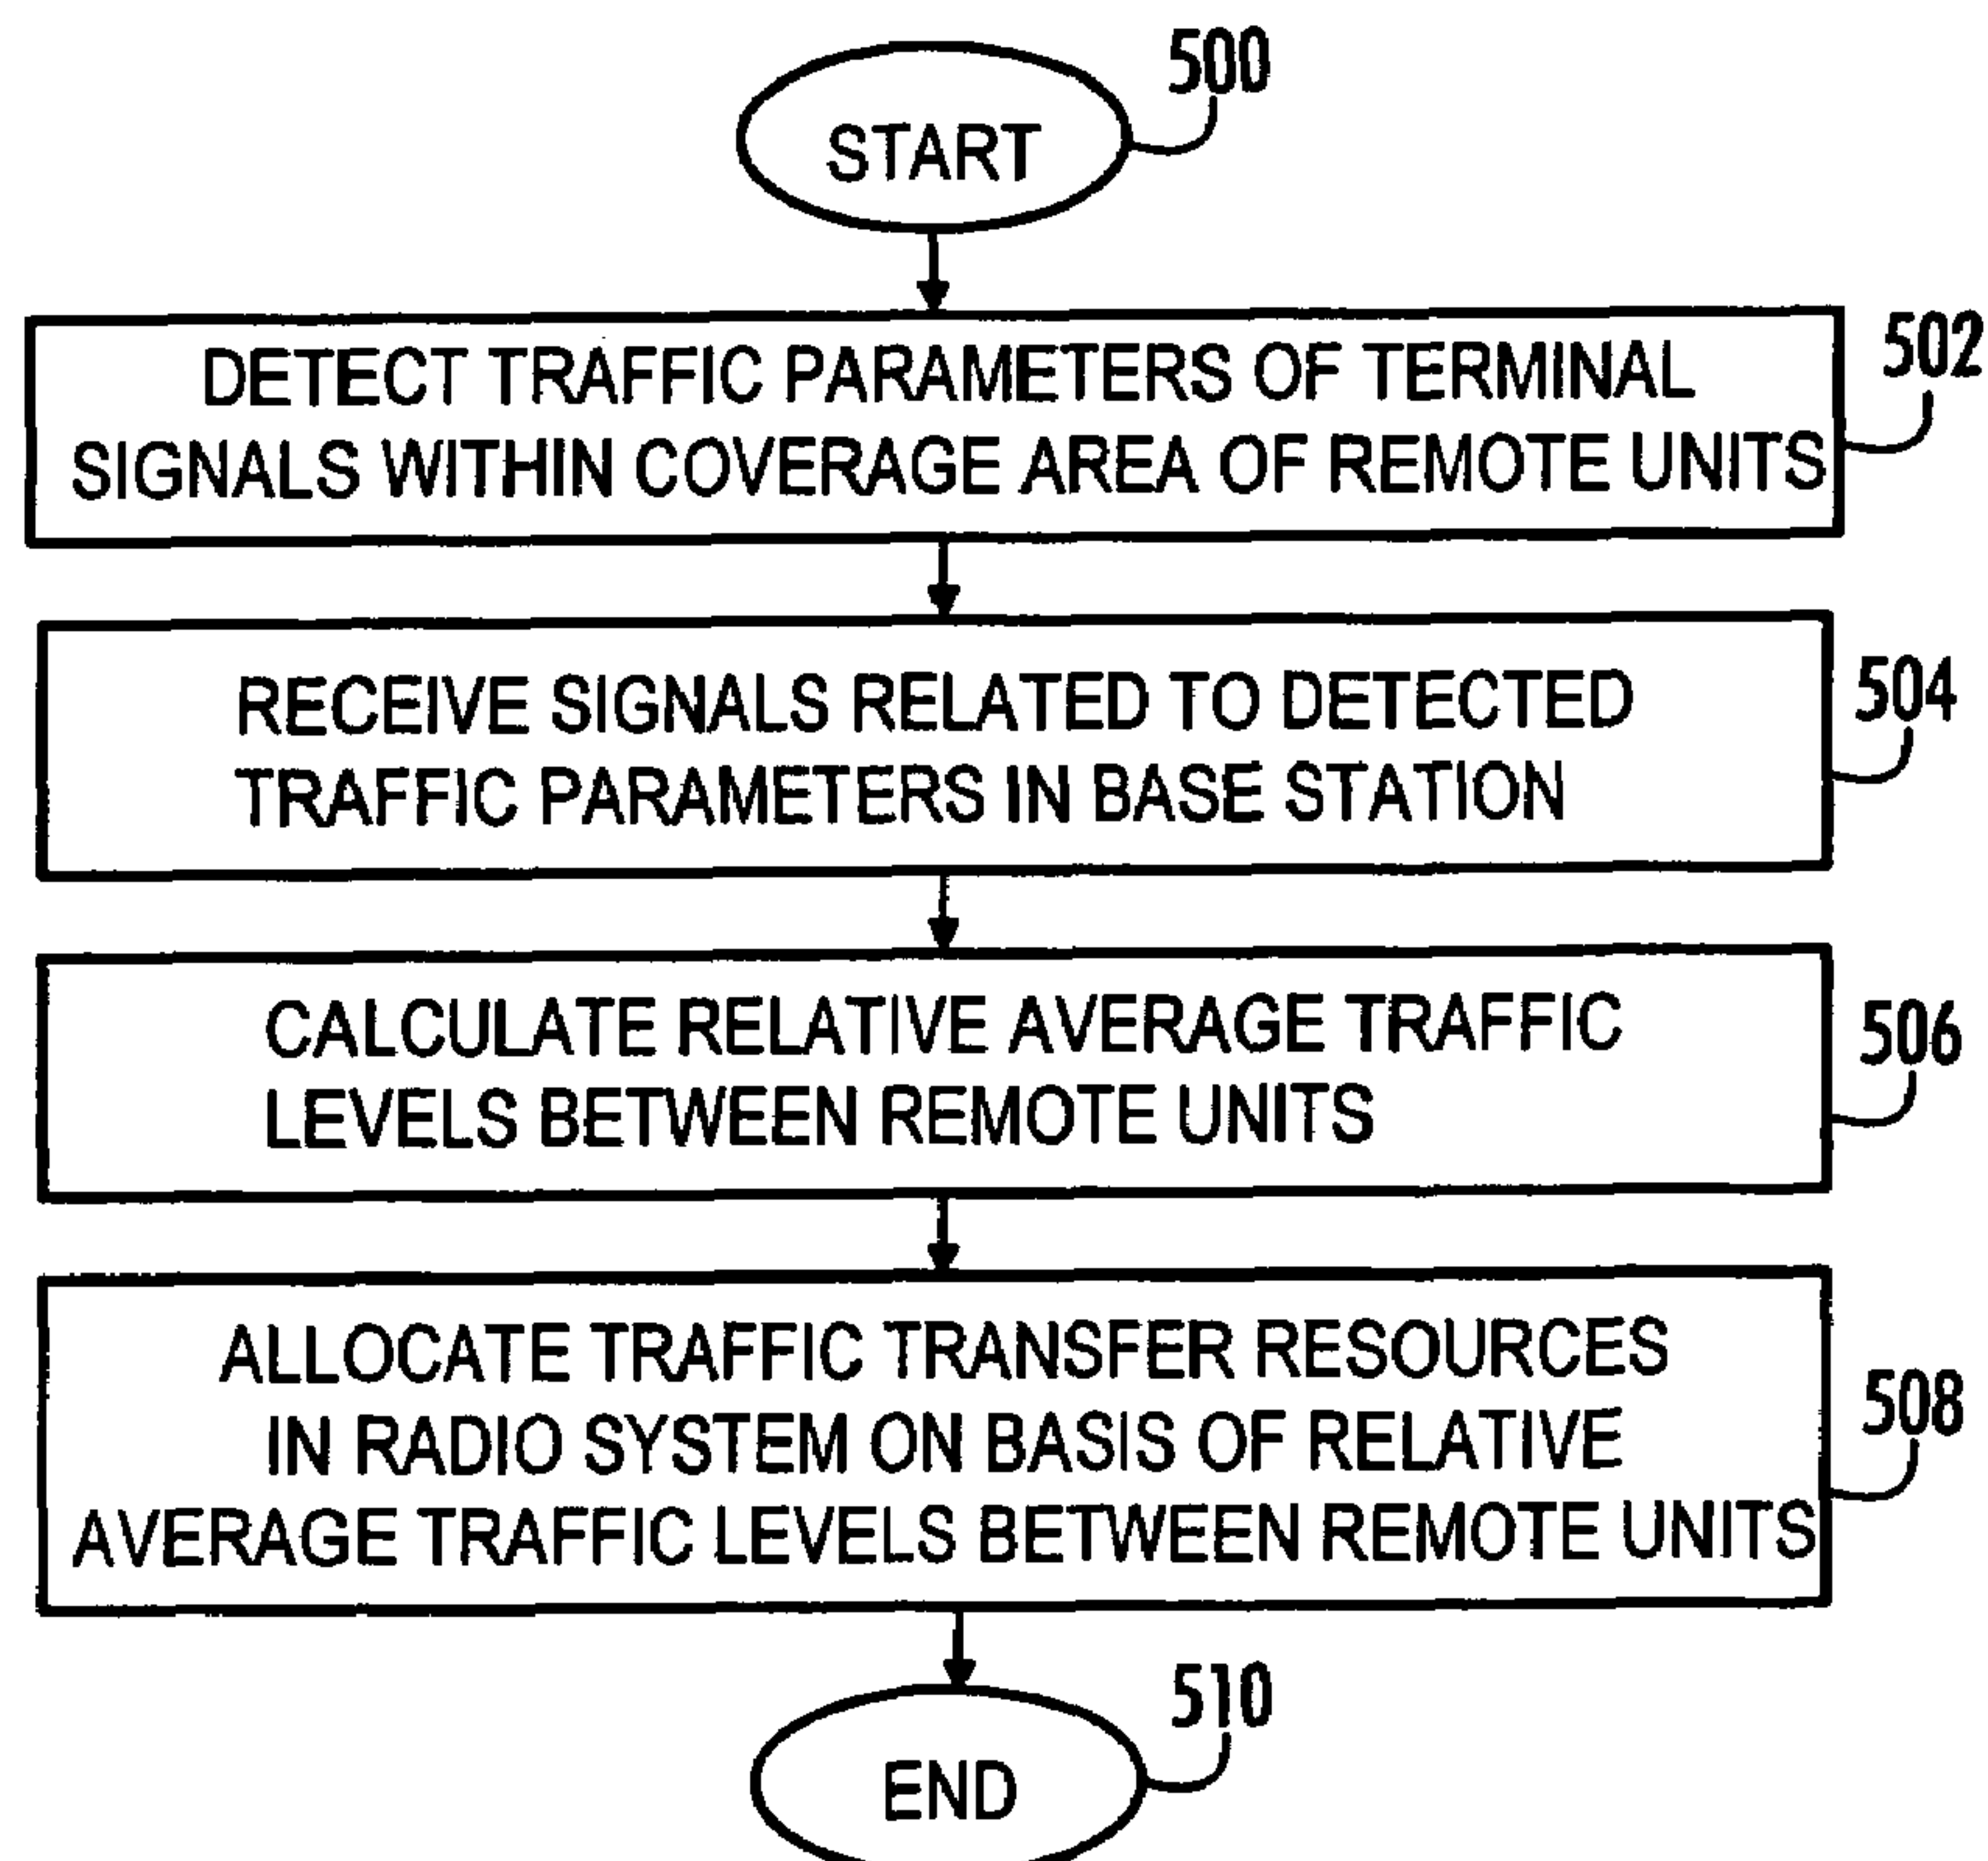 500
START
502
DETECT TRAFFIC PARAMETERS OF TERMINAL
SIGNALS WITHIN COVERAGE AREA OF REMOTE UNITS
504
RECEIVE SIGNALS RELATED TO DETECTED
TRAFFIC PARAMETERS IN BASE STATION
506
CALCULATE RELATIVE AVERAGE TRAFFIC
LEVELS BETWEEN REMOTE UNITS
508
ALLOCATE TRAFFIC TRANSFER RESOURCES
IN RADIO SYSTEM ON BASIS OF RELATIVE
AVERAGE TRAFFIC LEVELS BETWEEN REMOTE UNITS
510
END